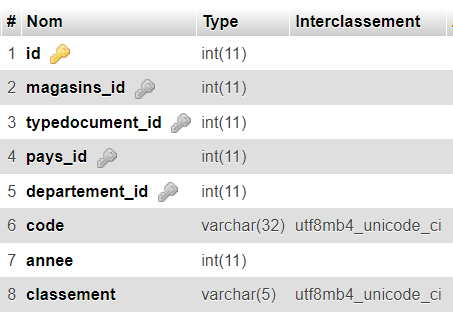 # Nom Type Interclassement
1 id int(11)
2 magasins_id int(11)
3 typedocument_id int(11)
4 pays_id int(11)
5 departement_id int(11)
6 code varchar(32) utf8mb4_unicode_ci
7 annee int(11)
8 classement varchar(5) utf8mb4_unicode_ci